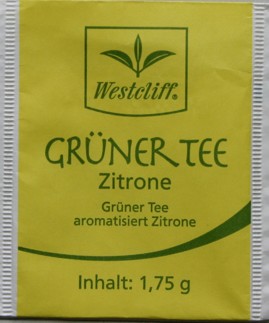 Westcliff®
GRÜNER TEE
Zitrone
Grüner Tee
aromatisiert Zitrone
Inhalt: 1,75 g